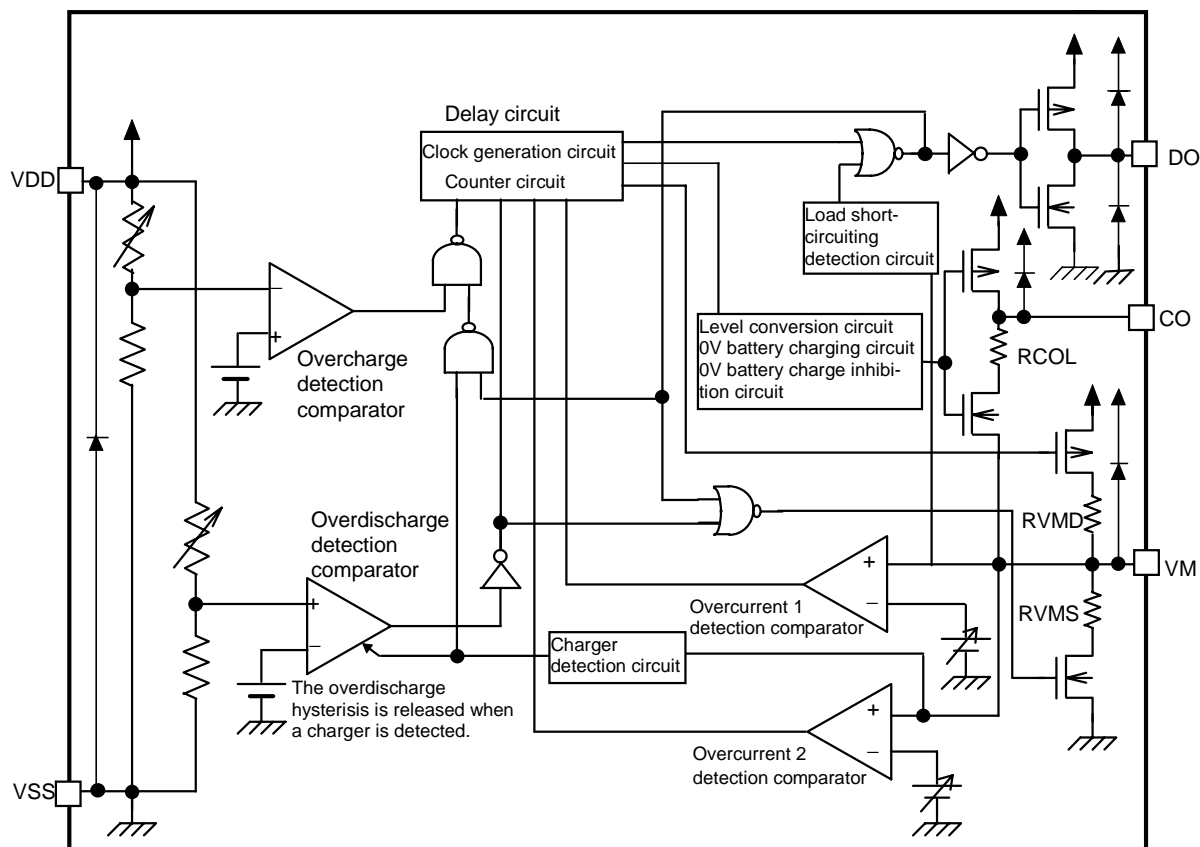 Delay circuit
Clock generation circuit
Counter circuit
VDD
DO
Load short-
circuiting
detection circuit
CO
Level conversion circuit
0V battery charging circuit
0V battery charge inhibi-
tion circuit
RCOL
−
+
Overcharge
detection
comparator
Overdischarge
detection
comparator
RVMD
VM
+
−
Overcurrent 1
detection comparator
RVMS
+
−
Charger
detection circuit
The overdischarge
hysterisis is released when
a charger is detected.
+
−
Overcurrent 2
detection comparator
VSS